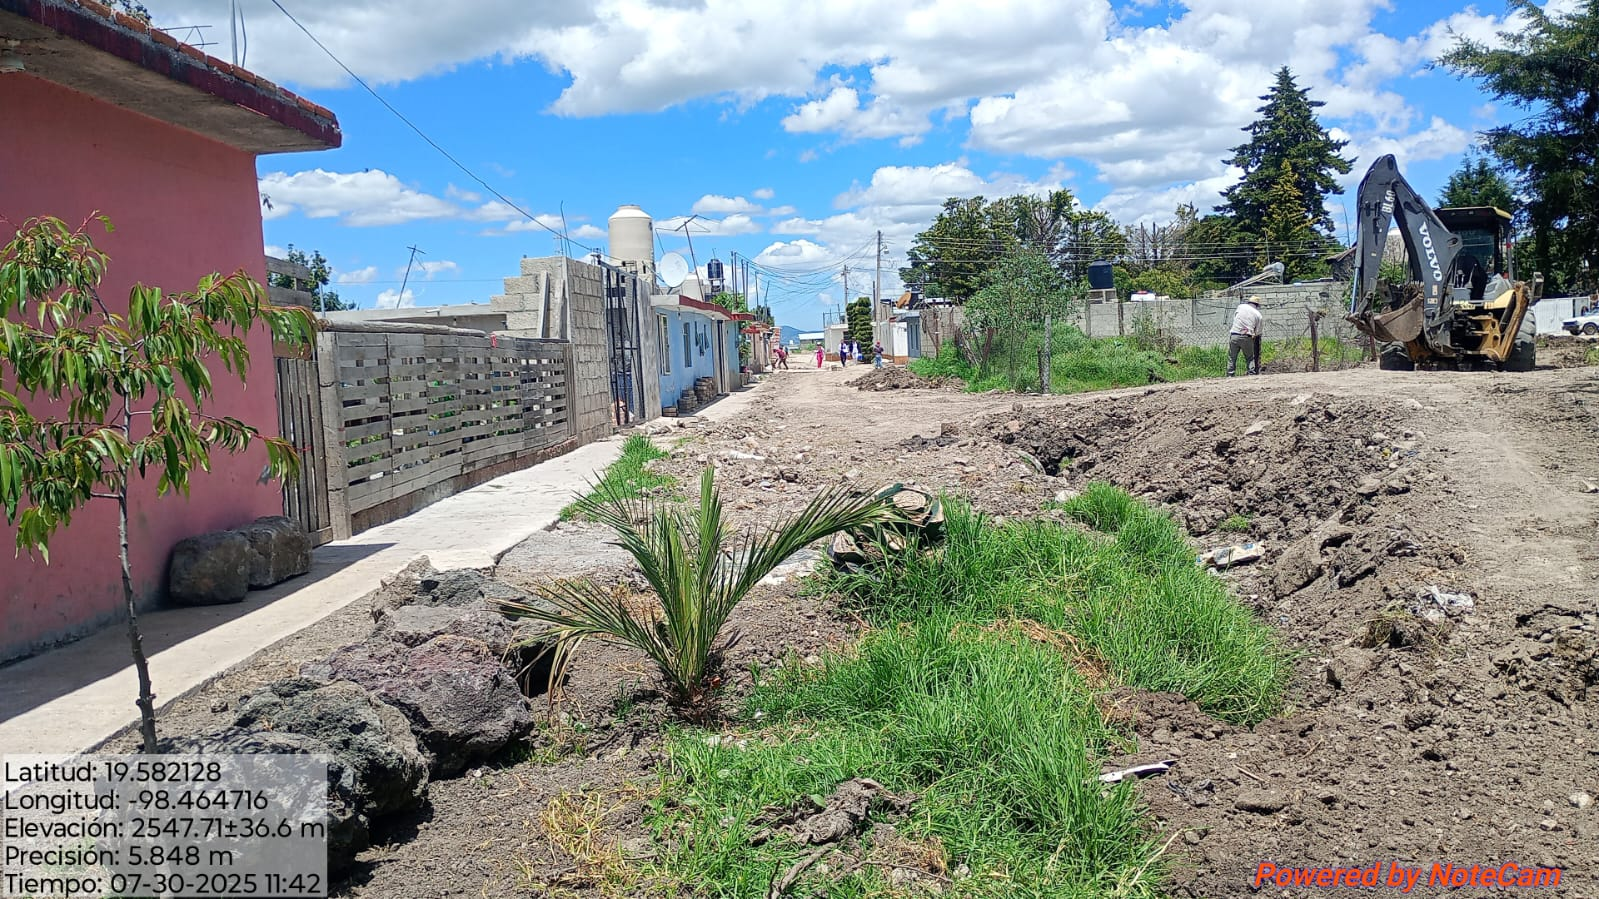 VOLVO
Latitud: 19.582128
Longitud: -98.464716
Elevación: 2547.71±36.6 m
Precisión: 5.848 m
Tiempo: 07-30-2025 11:42
Powered by NoteCam